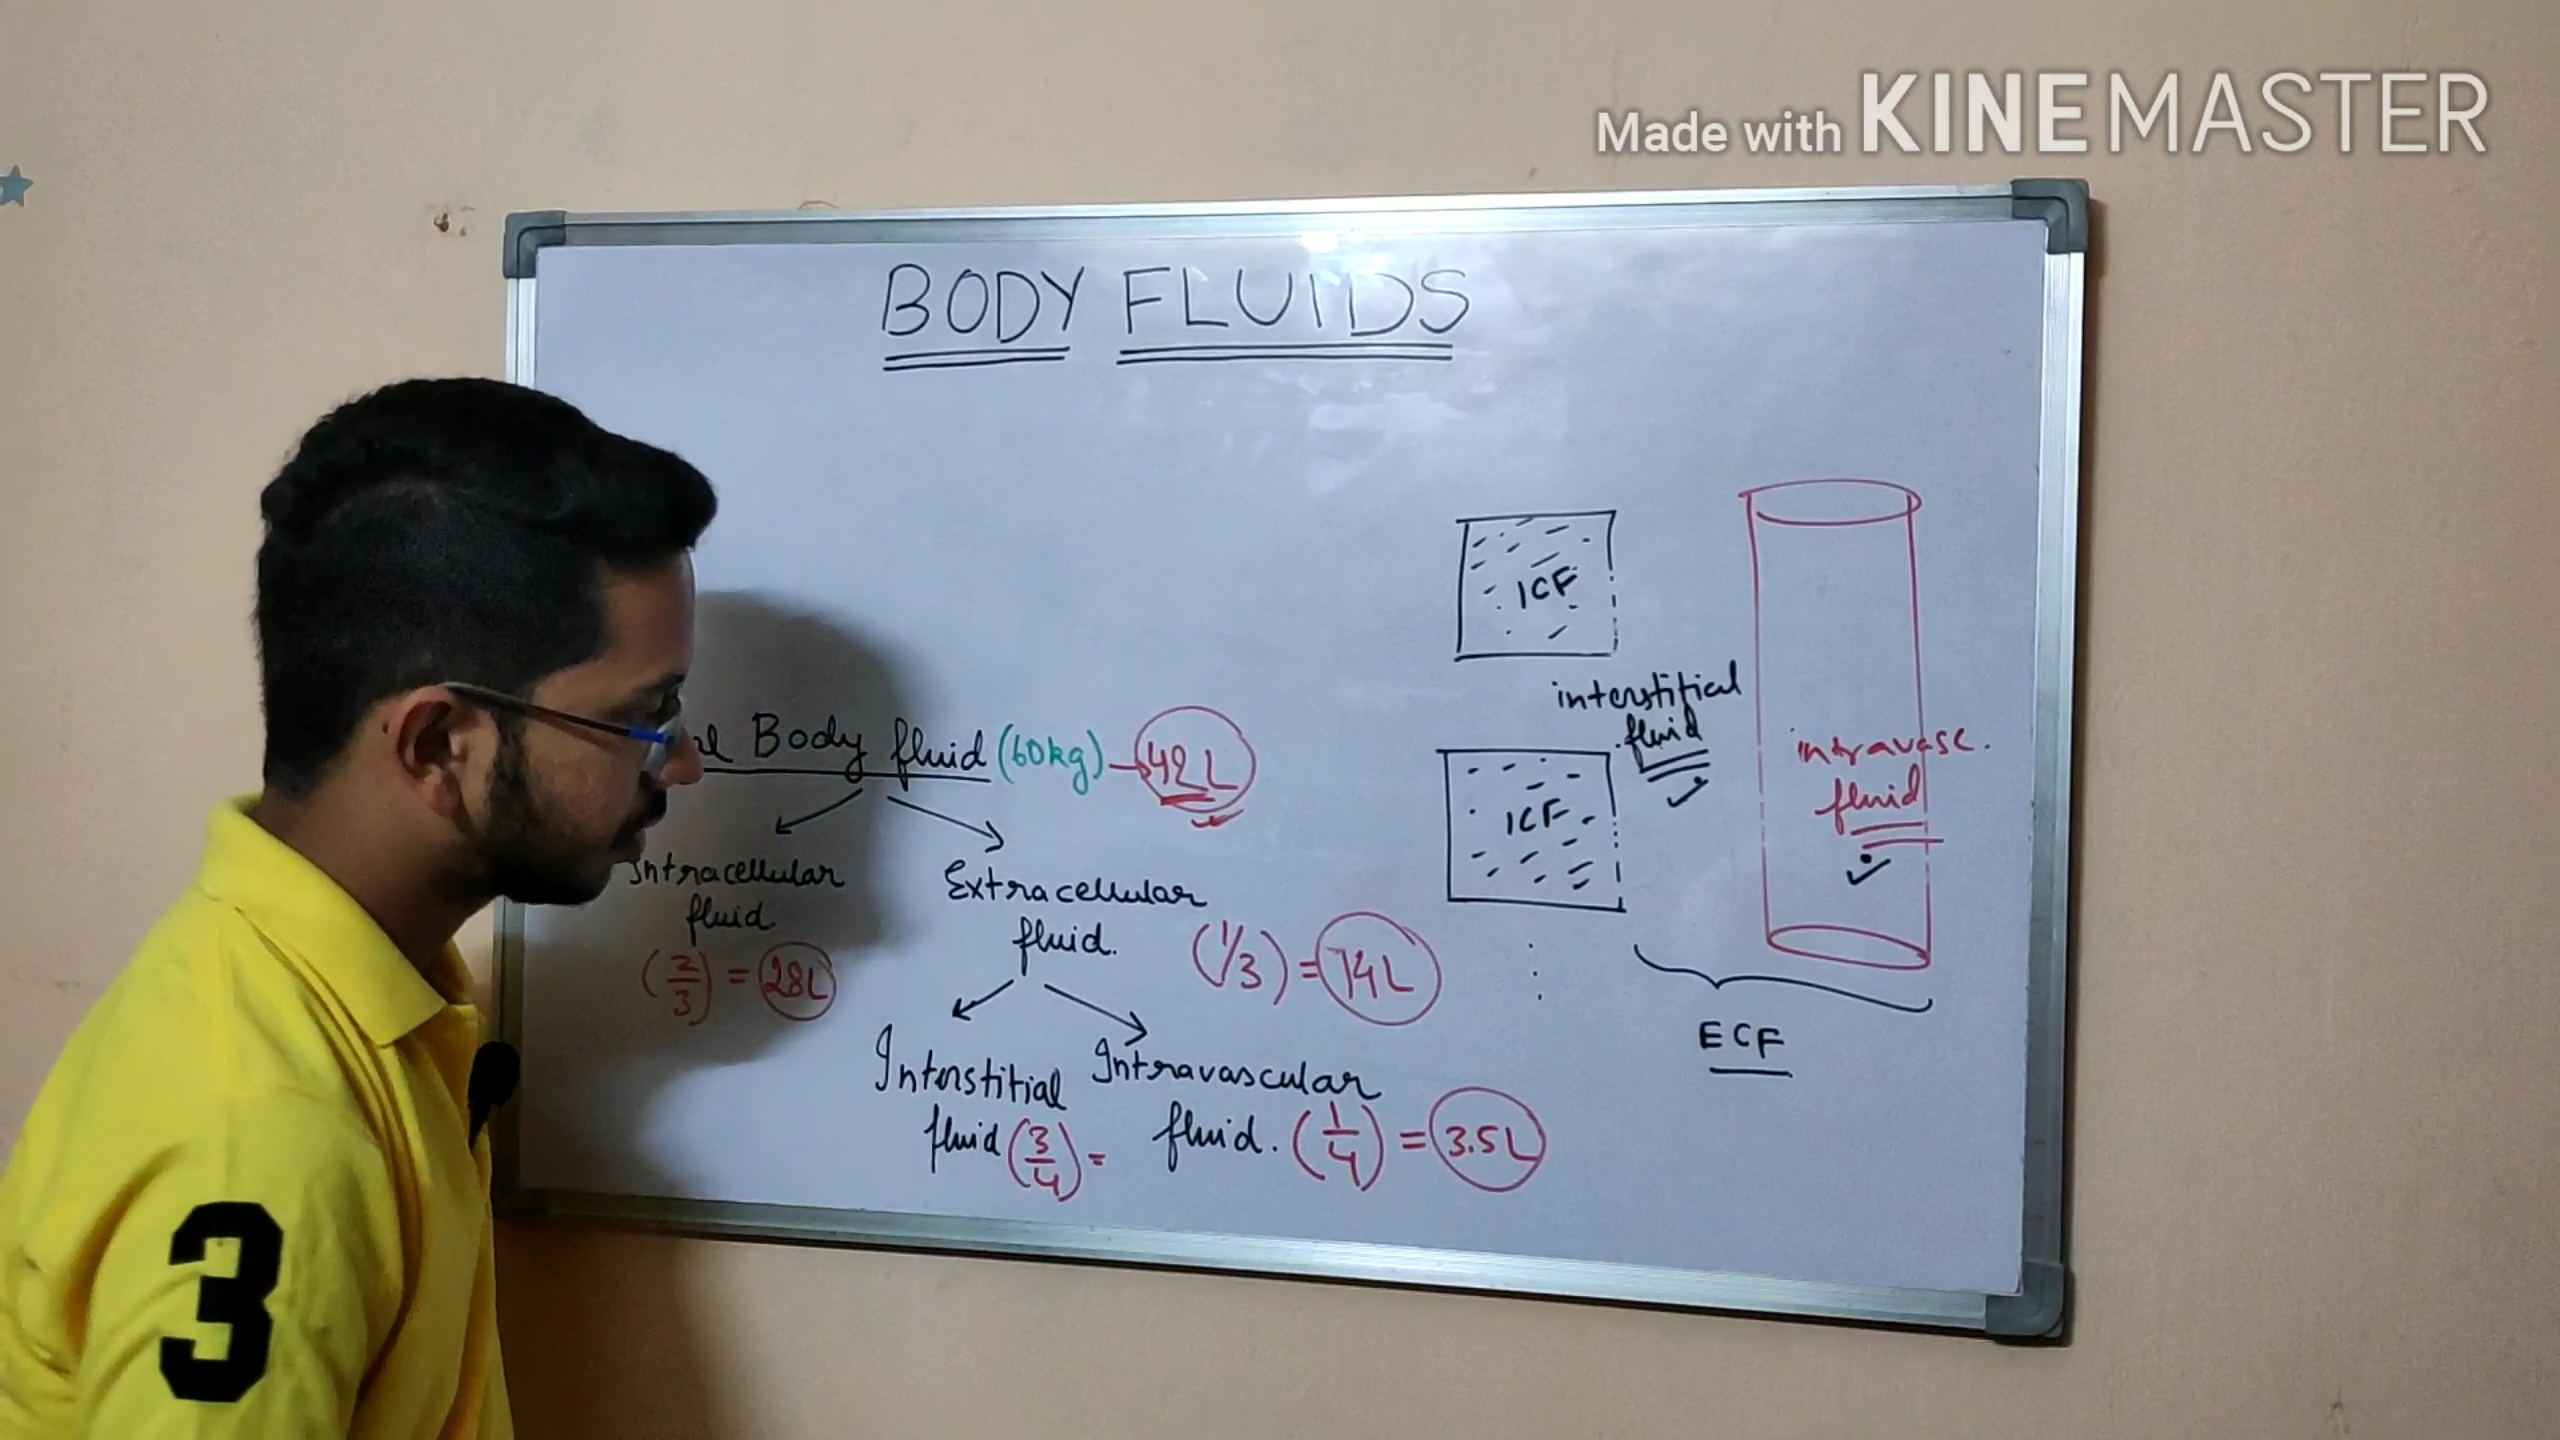 Made with KINEMASTER
BODY FLUIDS
Body fluid (60kg) → 42 L
Intracellular
fluid
(2/3) = 28L
Extracellular
fluid.
(1/3) = 14L
Interstitial
fluid (3/4) =
Intravascular
fluid. (1/4) = 3.5L
ICF
interstitial
fluid
ICF
intravasc.
fluid
ECF
3